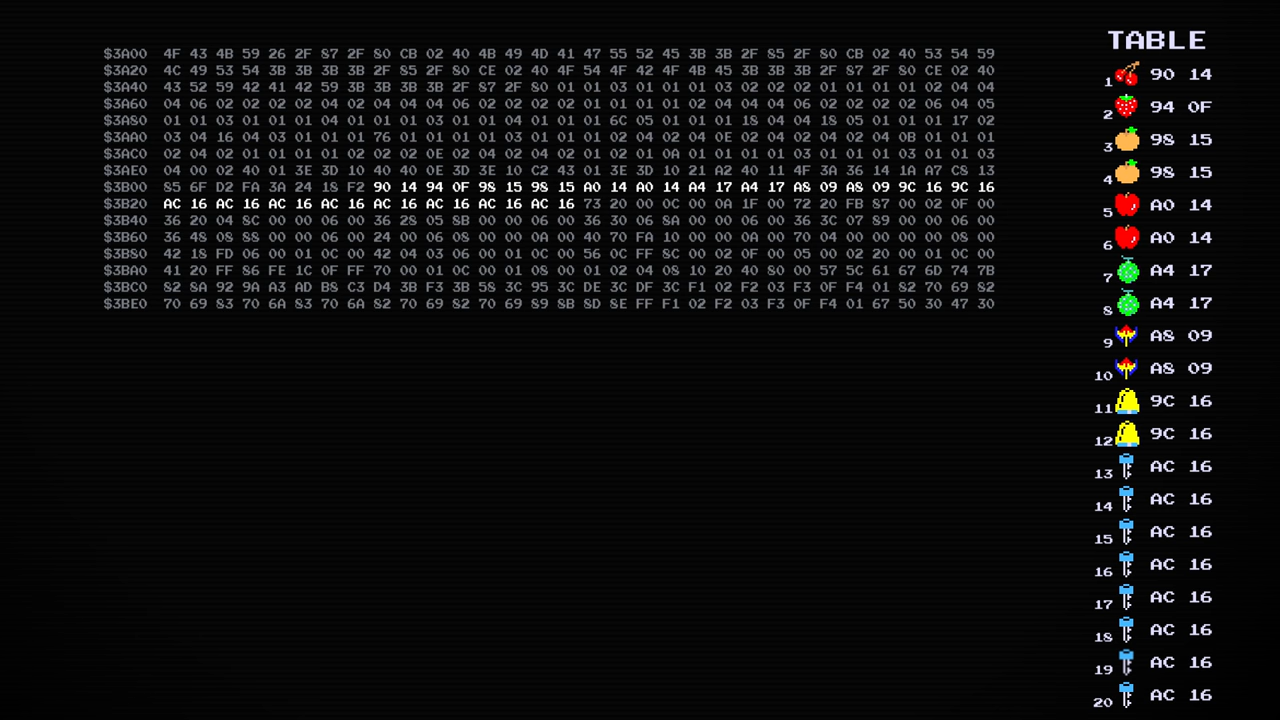 $3A00 4F 43 4B 59 26 2F 87 2F 80 CB 02 40 4B 49 4D 41 47 55 52 45 3B 3B 2F 85 2F 80 CB 02 40 53 54 59
$3A20 4C 49 53 54 3B 3B 3B 3B 2F 85 2F 80 CE 02 40 4F 54 4F 42 4F 4B 45 3B 3B 3B 2F 87 2F 80 CE 02 40
$3A40 43 52 59 42 41 42 59 3B 3B 3B 3B 2F 87 2F 80 01 01 03 01 01 01 03 02 02 02 01 01 01 01 02 04 04
$3A60 04 06 02 02 02 02 04 02 04 04 04 06 02 02 02 02 01 01 01 01 02 04 04 04 06 02 02 02 02 06 04 05
$3A80 01 01 03 01 01 01 04 01 01 01 03 01 01 04 01 01 01 6C 05 01 01 01 18 04 04 18 05 01 01 01 17 02
$3AA0 03 04 16 04 03 01 01 01 76 01 01 01 01 03 01 01 01 02 04 02 04 0E 02 04 02 04 02 04 0B 01 01 01
$3AC0 02 04 02 01 01 01 01 02 02 02 0E 02 04 02 04 02 01 02 01 0A 01 01 01 01 03 01 01 01 03 01 01 03
$3AE0 04 00 02 40 01 3E 3D 10 40 40 9E 3D 3E 10 C2 43 01 3E 3D 10 21 A2 40 11 4F 3A 36 14 1A A7 C8 13
$3B00 85 6F D2 FA 3A 24 18 F2 90 14 94 0F 98 15 98 15 A0 14 A0 14 A4 17 A4 17 A8 09 A8 09 9C 16 9C 16
$3B20 AC 16 AC 16 AC 16 AC 16 AC 16 AC 16 AC 16 AC 16 73 20 00 0C 00 0A 1F 00 72 20 FB 87 00 02 0F 00
$3B40 36 20 04 8C 00 00 06 00 36 28 05 8B 00 00 06 00 36 30 06 8A 00 00 06 00 36 3C 07 89 00 00 06 00
$3B60 36 48 08 88 00 00 06 00 24 00 06 08 00 00 0A 00 40 70 FA 10 00 00 0A 00 70 04 00 00 00 00 08 00
$3B80 42 18 FD 06 00 01 0C 00 42 04 03 06 00 01 0C 00 56 0C FF 8C 00 02 0F 00 05 00 02 20 00 01 0C 00
$3BA0 41 20 FF 86 FE 1C 0F FF 70 00 01 0C 00 01 08 00 01 02 04 08 10 20 40 80 00 57 5C 61 67 6D 74 7B
$3BC0 82 8A 92 9A A3 AD B8 C3 D4 3B F3 3B 58 3C 95 3C DE 3C DF 3C F1 02 F2 03 F3 0F F4 01 82 70 69 82
$3BE0 70 69 83 70 6A 83 70 6A 82 70 69 82 70 69 89 8B 8D 8E FF F1 02 F2 03 F3 0F F4 01 67 50 30 47 30
TABLE
1 90 14
2 94 0F
3 98 15
4 98 15
5 A0 14
6 A0 14
7 A4 17
8 A4 17
9 A8 09
10 A8 09
11 9C 16
12 9C 16
13 AC 16
14 AC 16
15 AC 16
16 AC 16
17 AC 16
18 AC 16
19 AC 16
20 AC 16